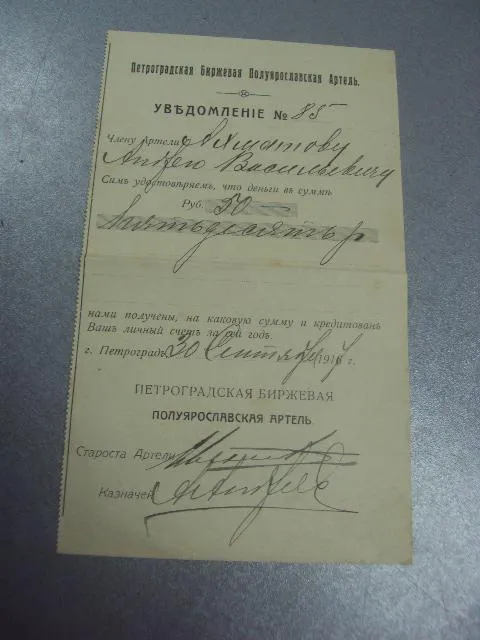 Петроградская Биржевая Полуярославская Артель.
УВѢДОМЛЕНІЕ № 85
Члену Артели Ахматову
Андрею Васильевичу
Симъ удостовѣряемъ, что деньги въ суммѣ
Руб. 50
Пятьдесятъ р
нами получены, на каковую сумму и кредитованъ
Вашъ личный счетъ за сей годъ.
г. Петроградъ 30 Сентября 1917 г.
ПЕТРОГРАДСКАЯ БИРЖЕВАЯ
ПОЛУЯРОСЛАВСКАЯ АРТЕЛЬ.
Староста Артели
Казначей